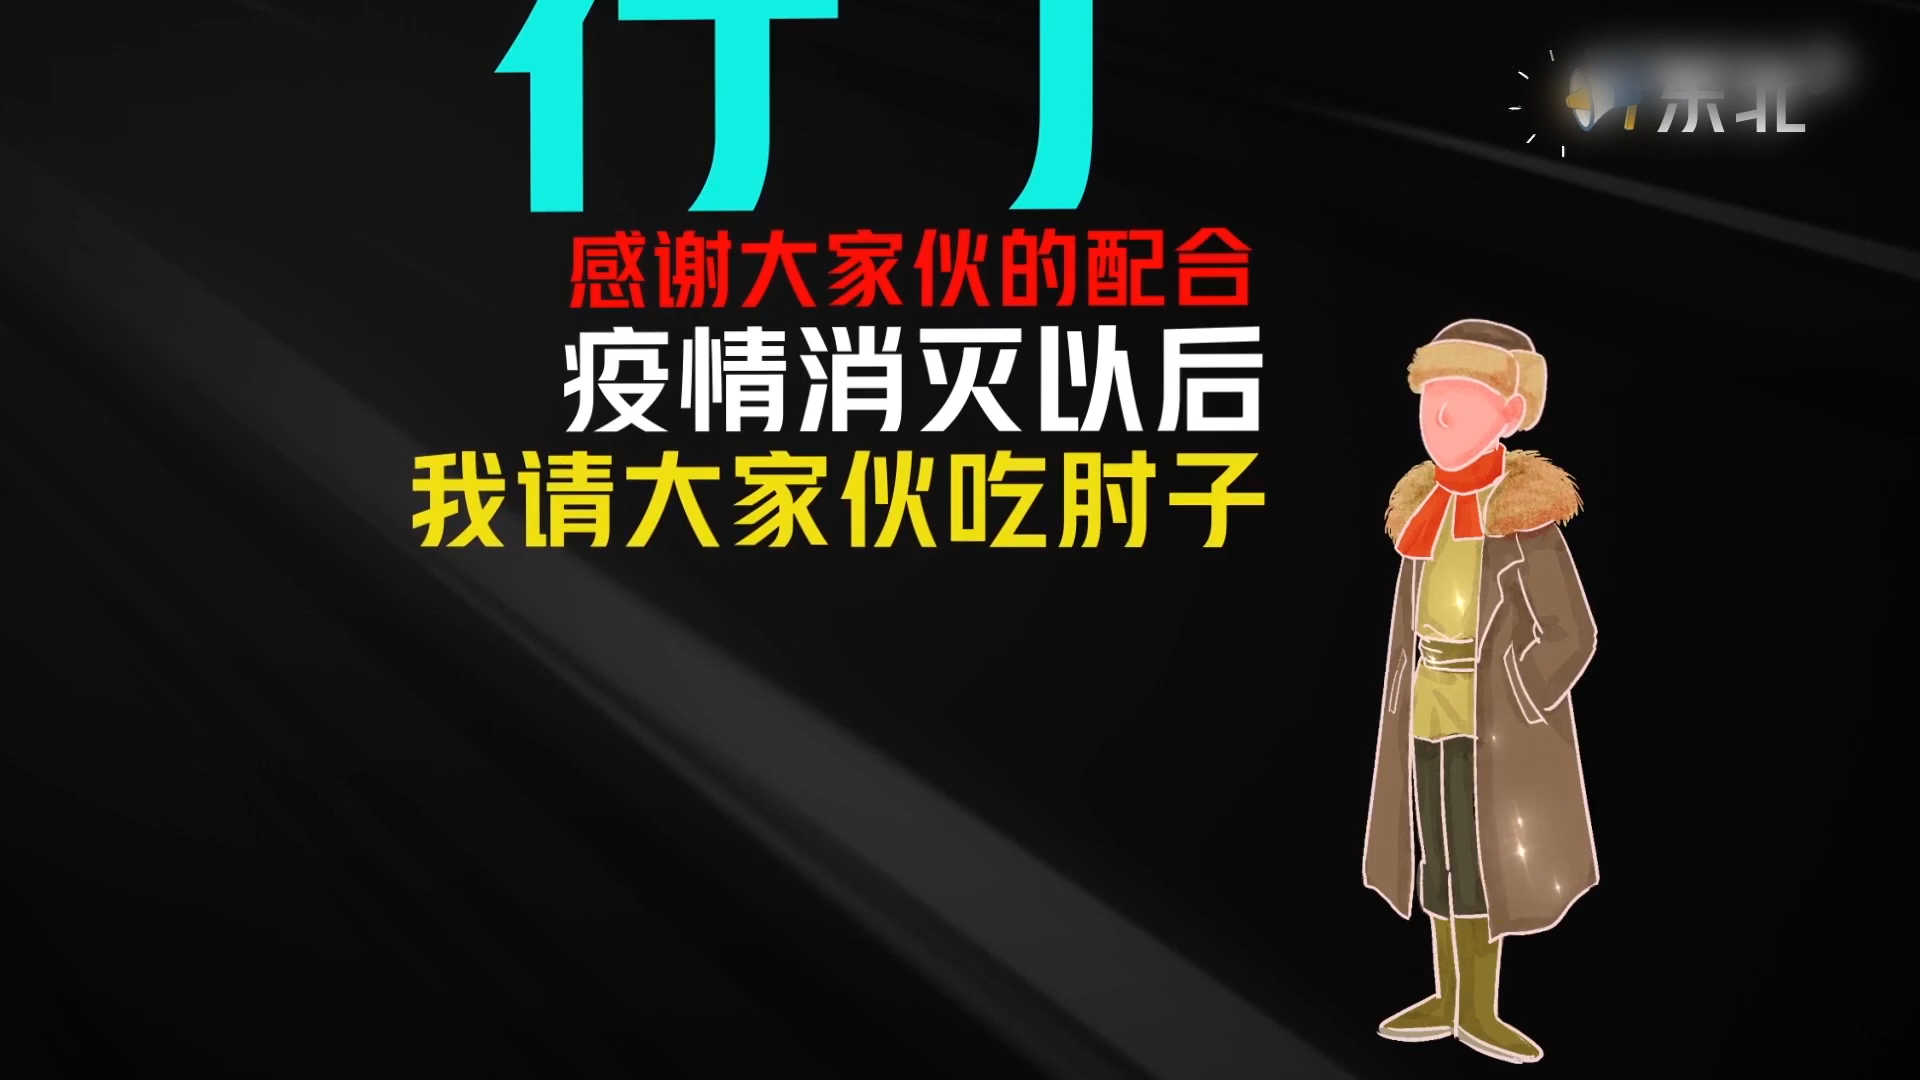 行了
东北
感谢大家伙的配合
疫情消灭以后
我请大家伙吃肘子